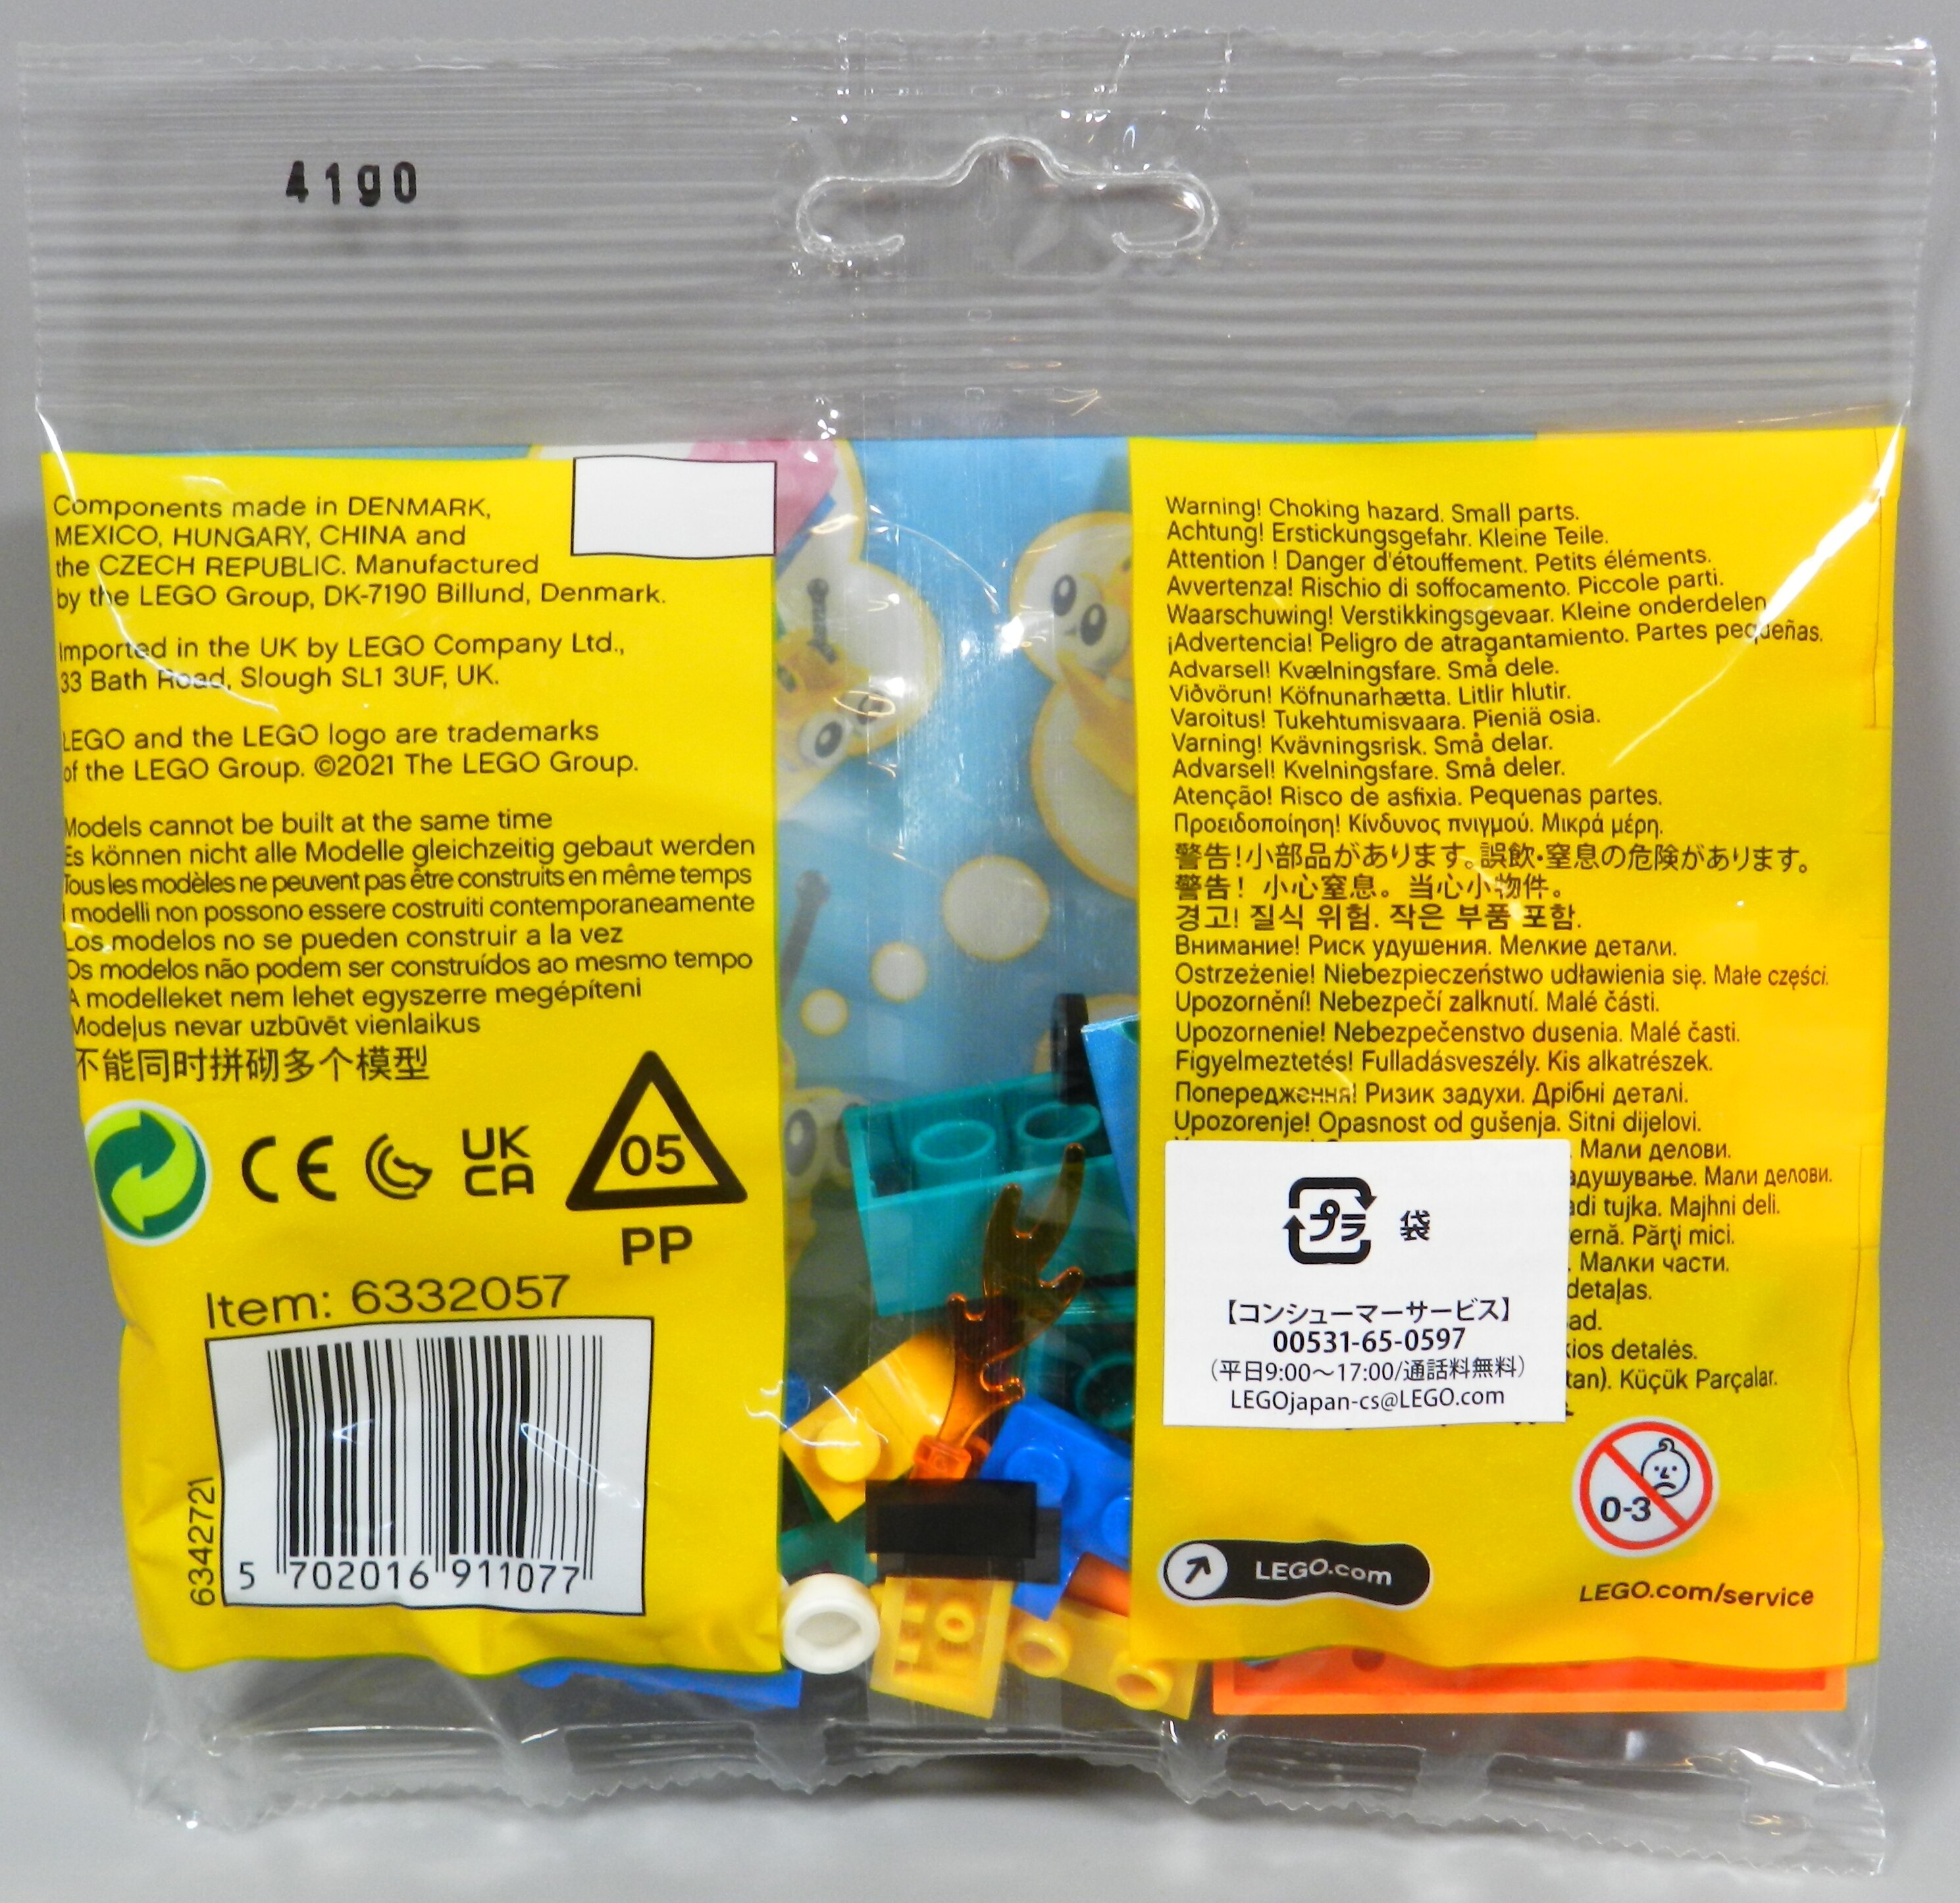 41g0
Components made in DENMARK,
MEXICO, HUNGARY, CHINA and
the CZECH REPUBLIC. Manufactured
by the LEGO Group, DK-7190 Billund, Denmark.
Imported in the UK by LEGO Company Ltd.,
33 Bath Road, Slough SL1 3UF, UK.
LEGO and the LEGO logo are trademarks
of the LEGO Group. ©2021 The LEGO Group.
Models cannot be built at the same time
Es können nicht alle Modelle gleichzeitig gebaut werden
Tous les modèles ne peuvent pas être construits en même temps
I modelli non possono essere costruiti contemporaneamente
Los modelos no se pueden construir a la vez
Os modelos não podem ser construídos ao mesmo tempo
A modelleket nem lehet egyszerre megépíteni
Modeļus nevar uzbūvēt vienlaikus
不能同时拼砌多个模型
CE
UK
CA
05
PP
Item: 6332057
6342721
5 702016 911077
Warning! Choking hazard. Small parts.
Achtung! Erstickungsgefahr. Kleine Teile.
Attention ! Danger d'étouffement. Petits éléments.
Avvertenza! Rischio di soffocamento. Piccole parti.
Waarschuwing! Verstikkingsgevaar. Kleine onderdelen
¡Advertencia! Peligro de atragantamiento. Partes pequeñas.
Advarsel! Kvælningsfare. Små dele.
Viðvörun! Köfnunarhætta. Litlir hlutir.
Varoitus! Tukehtumisvaara. Pieniä osia.
Varning! Kvävningsrisk. Små delar.
Advarsel! Kvelningsfare. Små deler.
Atenção! Risco de asfixia. Pequenas partes.
Προειδοποίηση! Κίνδυνος πνιγμού. Μικρά μέρη.
警告!小部品があります。誤飲・窒息の危険があります。
警告! 小心窒息。当心小物件。
경고! 질식 위험. 작은 부품 포함.
Внимание! Риск удушения. Мелкие детали.
Ostrzeżenie! Niebezpieczeństwo udławienia się. Małe części.
Upozornění! Nebezpečí zalknutí. Malé části.
Upozornenie! Nebezpečenstvo dusenia. Malé časti.
Figyelmeztetés! Fulladásveszély. Kis alkatrészek.
Попередження! Ризик задухи. Дрібні деталі.
Upozorenje! Opasnost od gušenja. Sitni dijelovi.
Мали делови.
адушување. Мали делови.
adi tujka. Majhni deli.
ernă. Părți mici.
. Малки части.
detaļas.
ad.
kios detalės.
tan). Küçük Parçalar.
プラ 袋
【コンシューマーサービス】
00531-65-0597
（平日9:00～17:00/通話料無料）
LEGOjapan-cs@LEGO.com
0-3
LEGO.com
LEGO.com/service